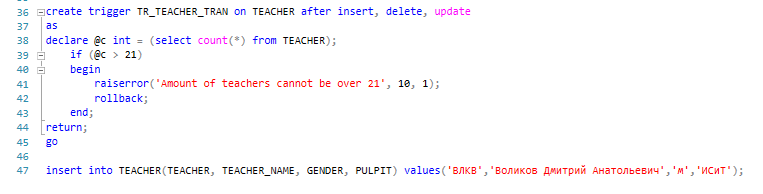 36 create trigger TR_TEACHER_TRAN on TEACHER after insert, delete, update
37 as
38 declare @c int = (select count(*) from TEACHER);
39 if (@c > 21)
40 begin
41 raiserror('Amount of teachers cannot be over 21', 10, 1);
42 rollback;
43 end;
44 return;
45 go
46
47 insert into TEACHER(TEACHER, TEACHER_NAME, GENDER, PULPIT) values('ВЛКВ','Воликов Дмитрий Анатольевич','м','ИСиТ');